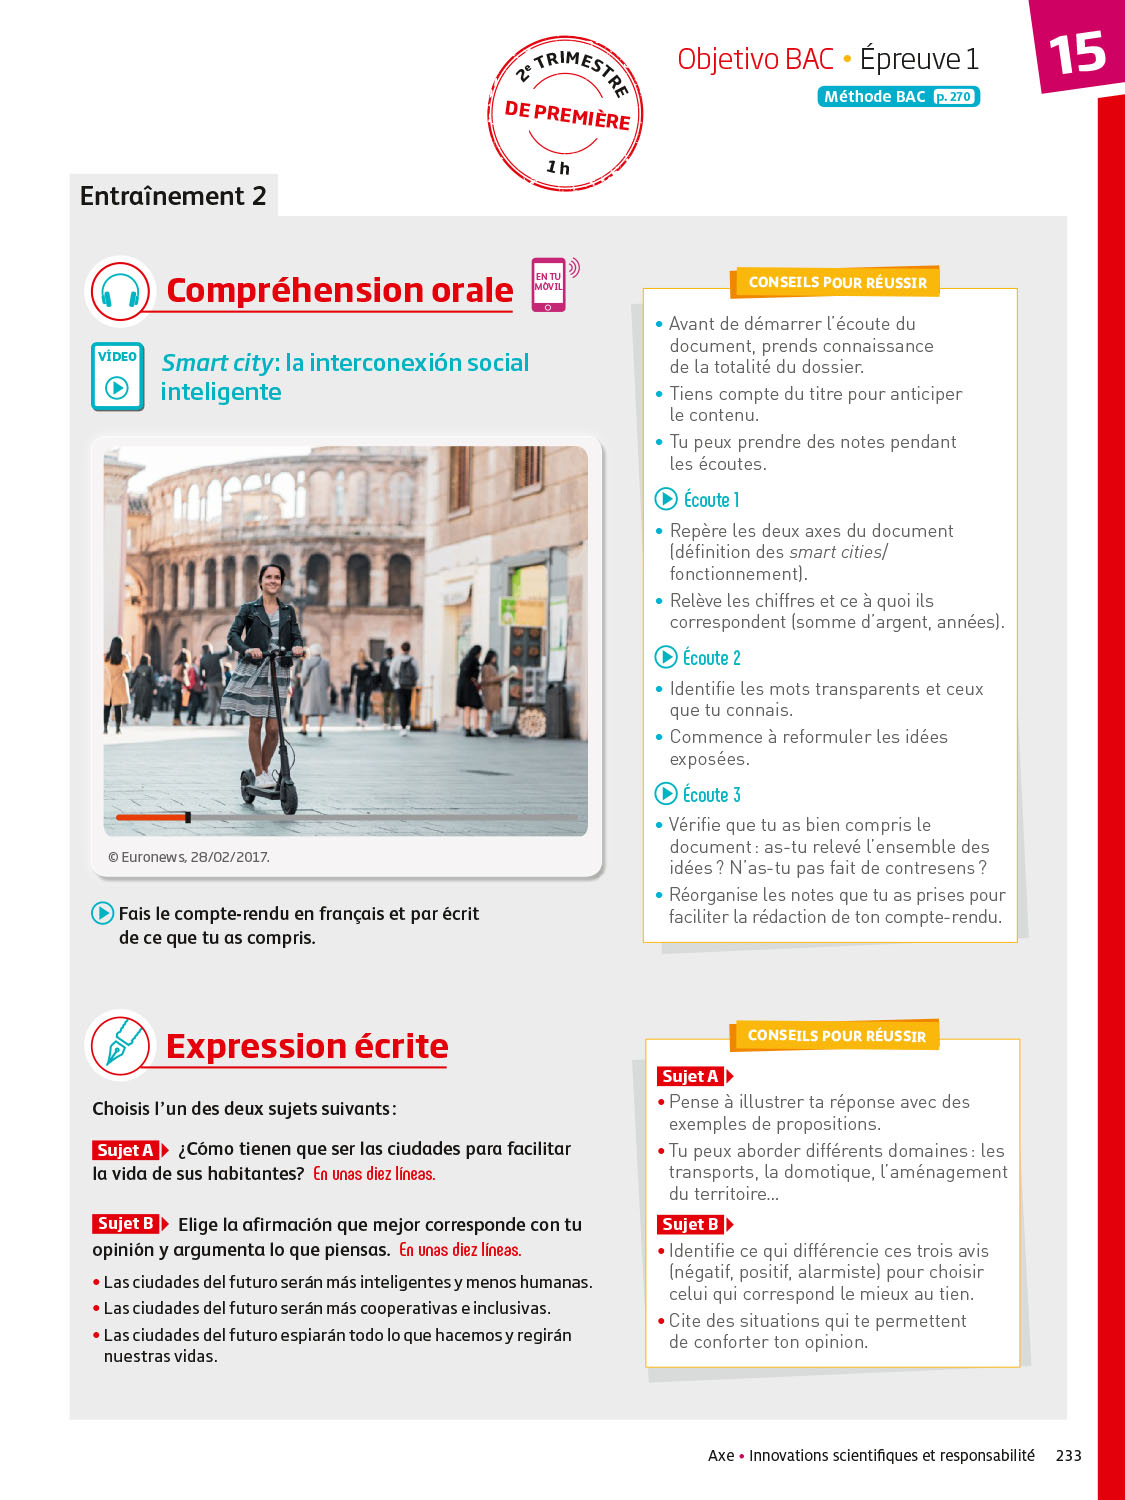 15
Objetivo BAC • Épreuve 1
Méthode BAC p. 270
2e TRIMESTRE
DE PREMIÈRE
1 h
Entraînement 2
Compréhension orale
EN TU
MÓVIL
VÍDEO
Smart city: la interconexión social
inteligente
© Euronews, 28/02/2017.
Fais le compte-rendu en français et par écrit
de ce que tu as compris.
CONSEILS POUR RÉUSSIR
• Avant de démarrer l'écoute du
document, prends connaissance
de la totalité du dossier.
• Tiens compte du titre pour anticiper
le contenu.
• Tu peux prendre des notes pendant
les écoutes.
Écoute 1
• Repère les deux axes du document
(définition des smart cities/
fonctionnement).
• Relève les chiffres et ce à quoi ils
correspondent (somme d'argent, années).
Écoute 2
• Identifie les mots transparents et ceux
que tu connais.
• Commence à reformuler les idées
exposées.
Écoute 3
• Vérifie que tu as bien compris le
document : as-tu relevé l'ensemble des
idées ? N'as-tu pas fait de contresens ?
• Réorganise les notes que tu as prises pour
faciliter la rédaction de ton compte-rendu.
Expression écrite
Choisis l'un des deux sujets suivants :
Sujet A ¿Cómo tienen que ser las ciudades para facilitar
la vida de sus habitantes? En unas diez líneas.
Sujet B Elige la afirmación que mejor corresponde con tu
opinión y argumenta lo que piensas. En unas diez líneas.
• Las ciudades del futuro serán más inteligentes y menos humanas.
• Las ciudades del futuro serán más cooperativas e inclusivas.
• Las ciudades del futuro espiarán todo lo que hacemos y regirán
nuestras vidas.
CONSEILS POUR RÉUSSIR
Sujet A
• Pense à illustrer ta réponse avec des
exemples de propositions.
• Tu peux aborder différents domaines : les
transports, la domotique, l'aménagement
du territoire...
Sujet B
• Identifie ce qui différencie ces trois avis
(négatif, positif, alarmiste) pour choisir
celui qui correspond le mieux au tien.
• Cite des situations qui te permettent
de conforter ton opinion.
Axe • Innovations scientifiques et responsabilité 233